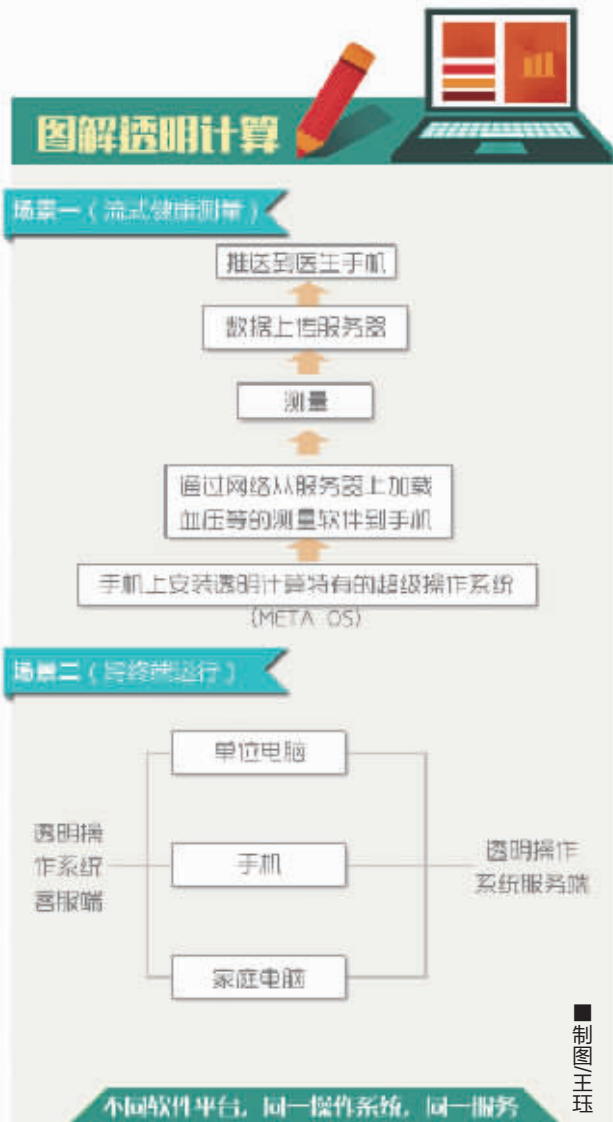 图解透明计算
场景一（流式健康测量）
推送到医生手机
数据上传服务器
测量
通过网络从服务器上加载
血压等的测量软件到手机
手机上安装透明计算特有的超级操作系统
(META OS)
场景二（跨终端运行）
单位电脑
透明操
作系统
客服端
手机
透明操作
系统服务端
家庭电脑
■制图/王珏
不同软件平台，同一操作系统，同一服务